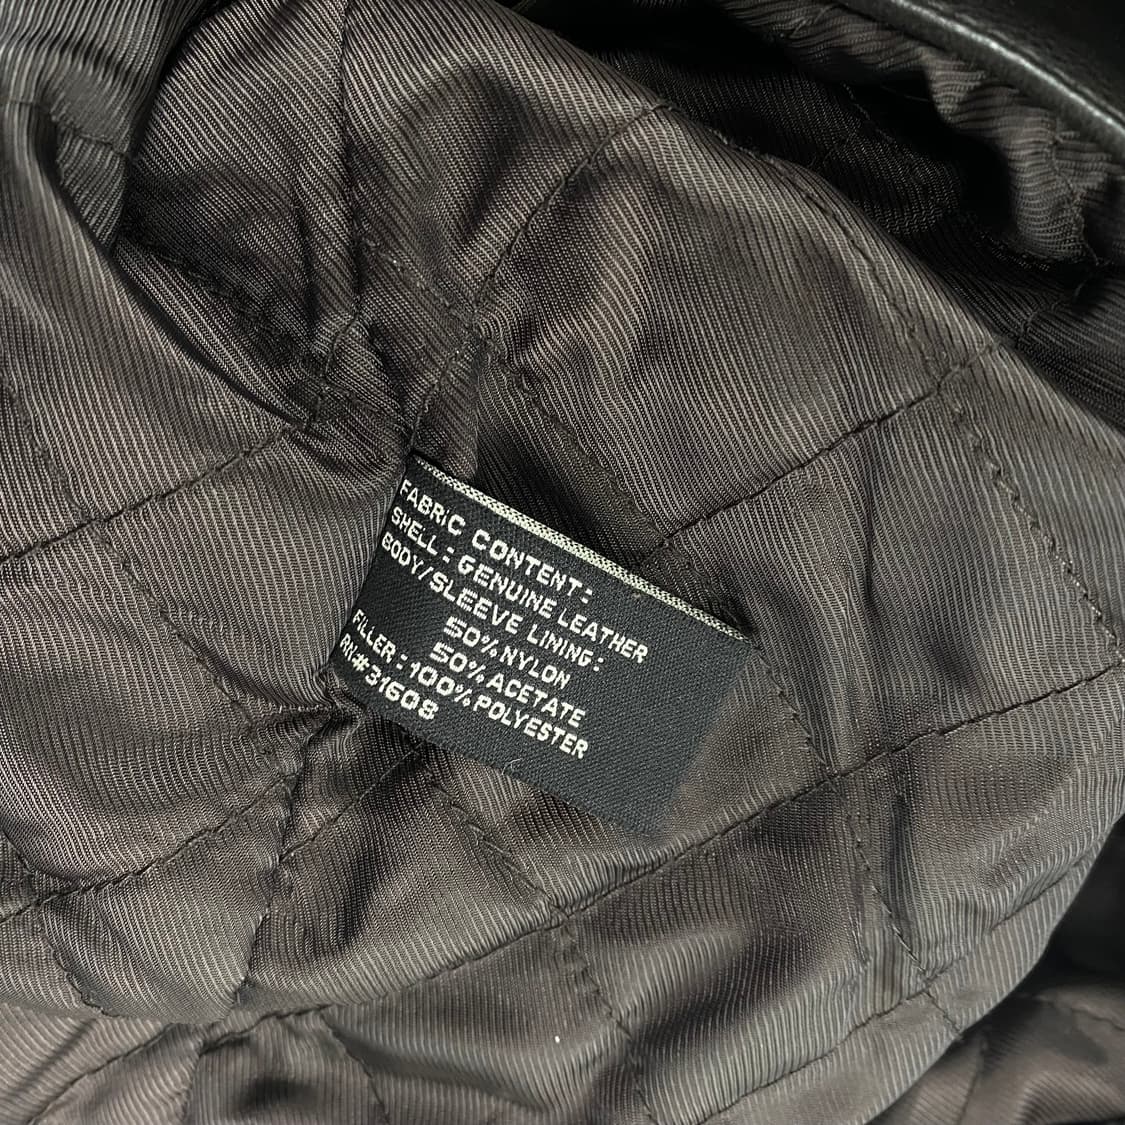 FABRIC CONTENT:
SHELL: GENUINE LEATHER
BODY/SLEEVE LINING:
50% NYLON
50% ACETATE
FILLER: 100% POLYESTER
RN#31608